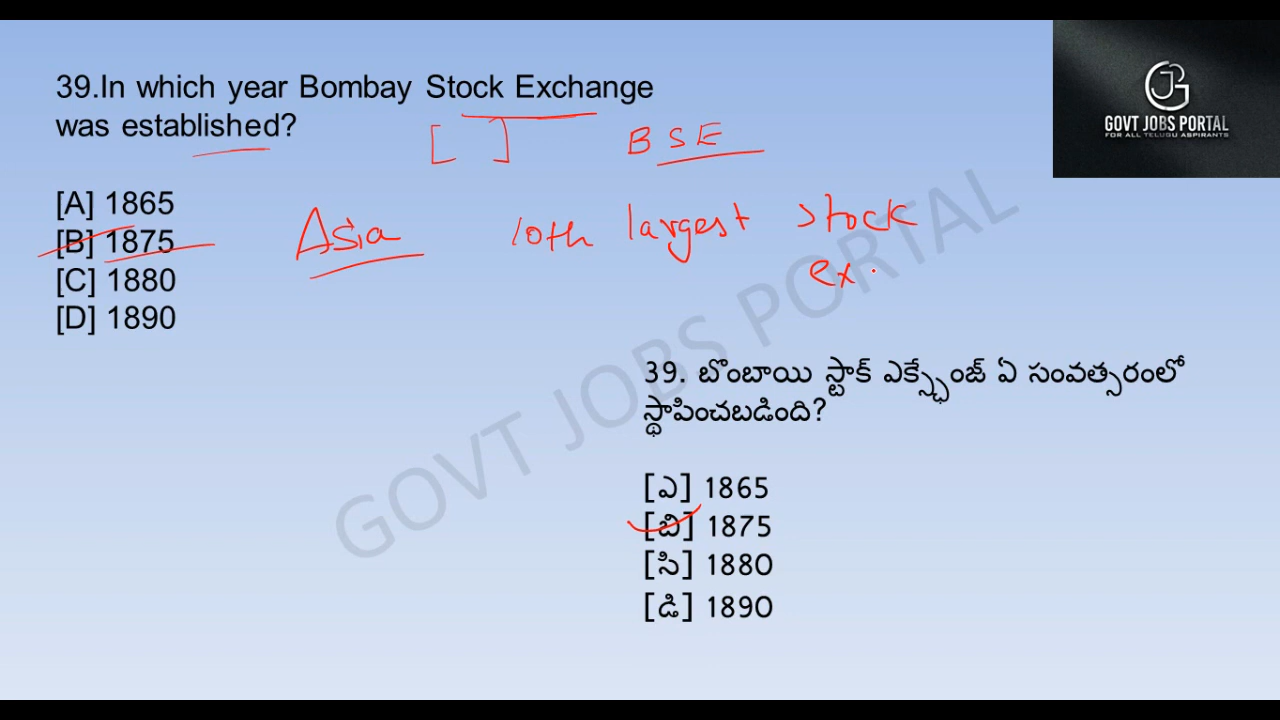 39.In which year Bombay Stock Exchange
was established?
[ ] BSE
[A] 1865
[B] 1875
[C] 1880
[D] 1890
Asia 10th largest stock
ex.
GOVT JOBS PORTAL
FOR ALL TELUGU ASPIRANTS
GOVT JOBS PORTAL
39. బొంబాయి స్టాక్ ఎక్స్ఛేంజ్ ఏ సంవత్సరంలో
స్థాపించబడింది?
[ఎ] 1865
[బి] 1875
[సి] 1880
[డి] 1890